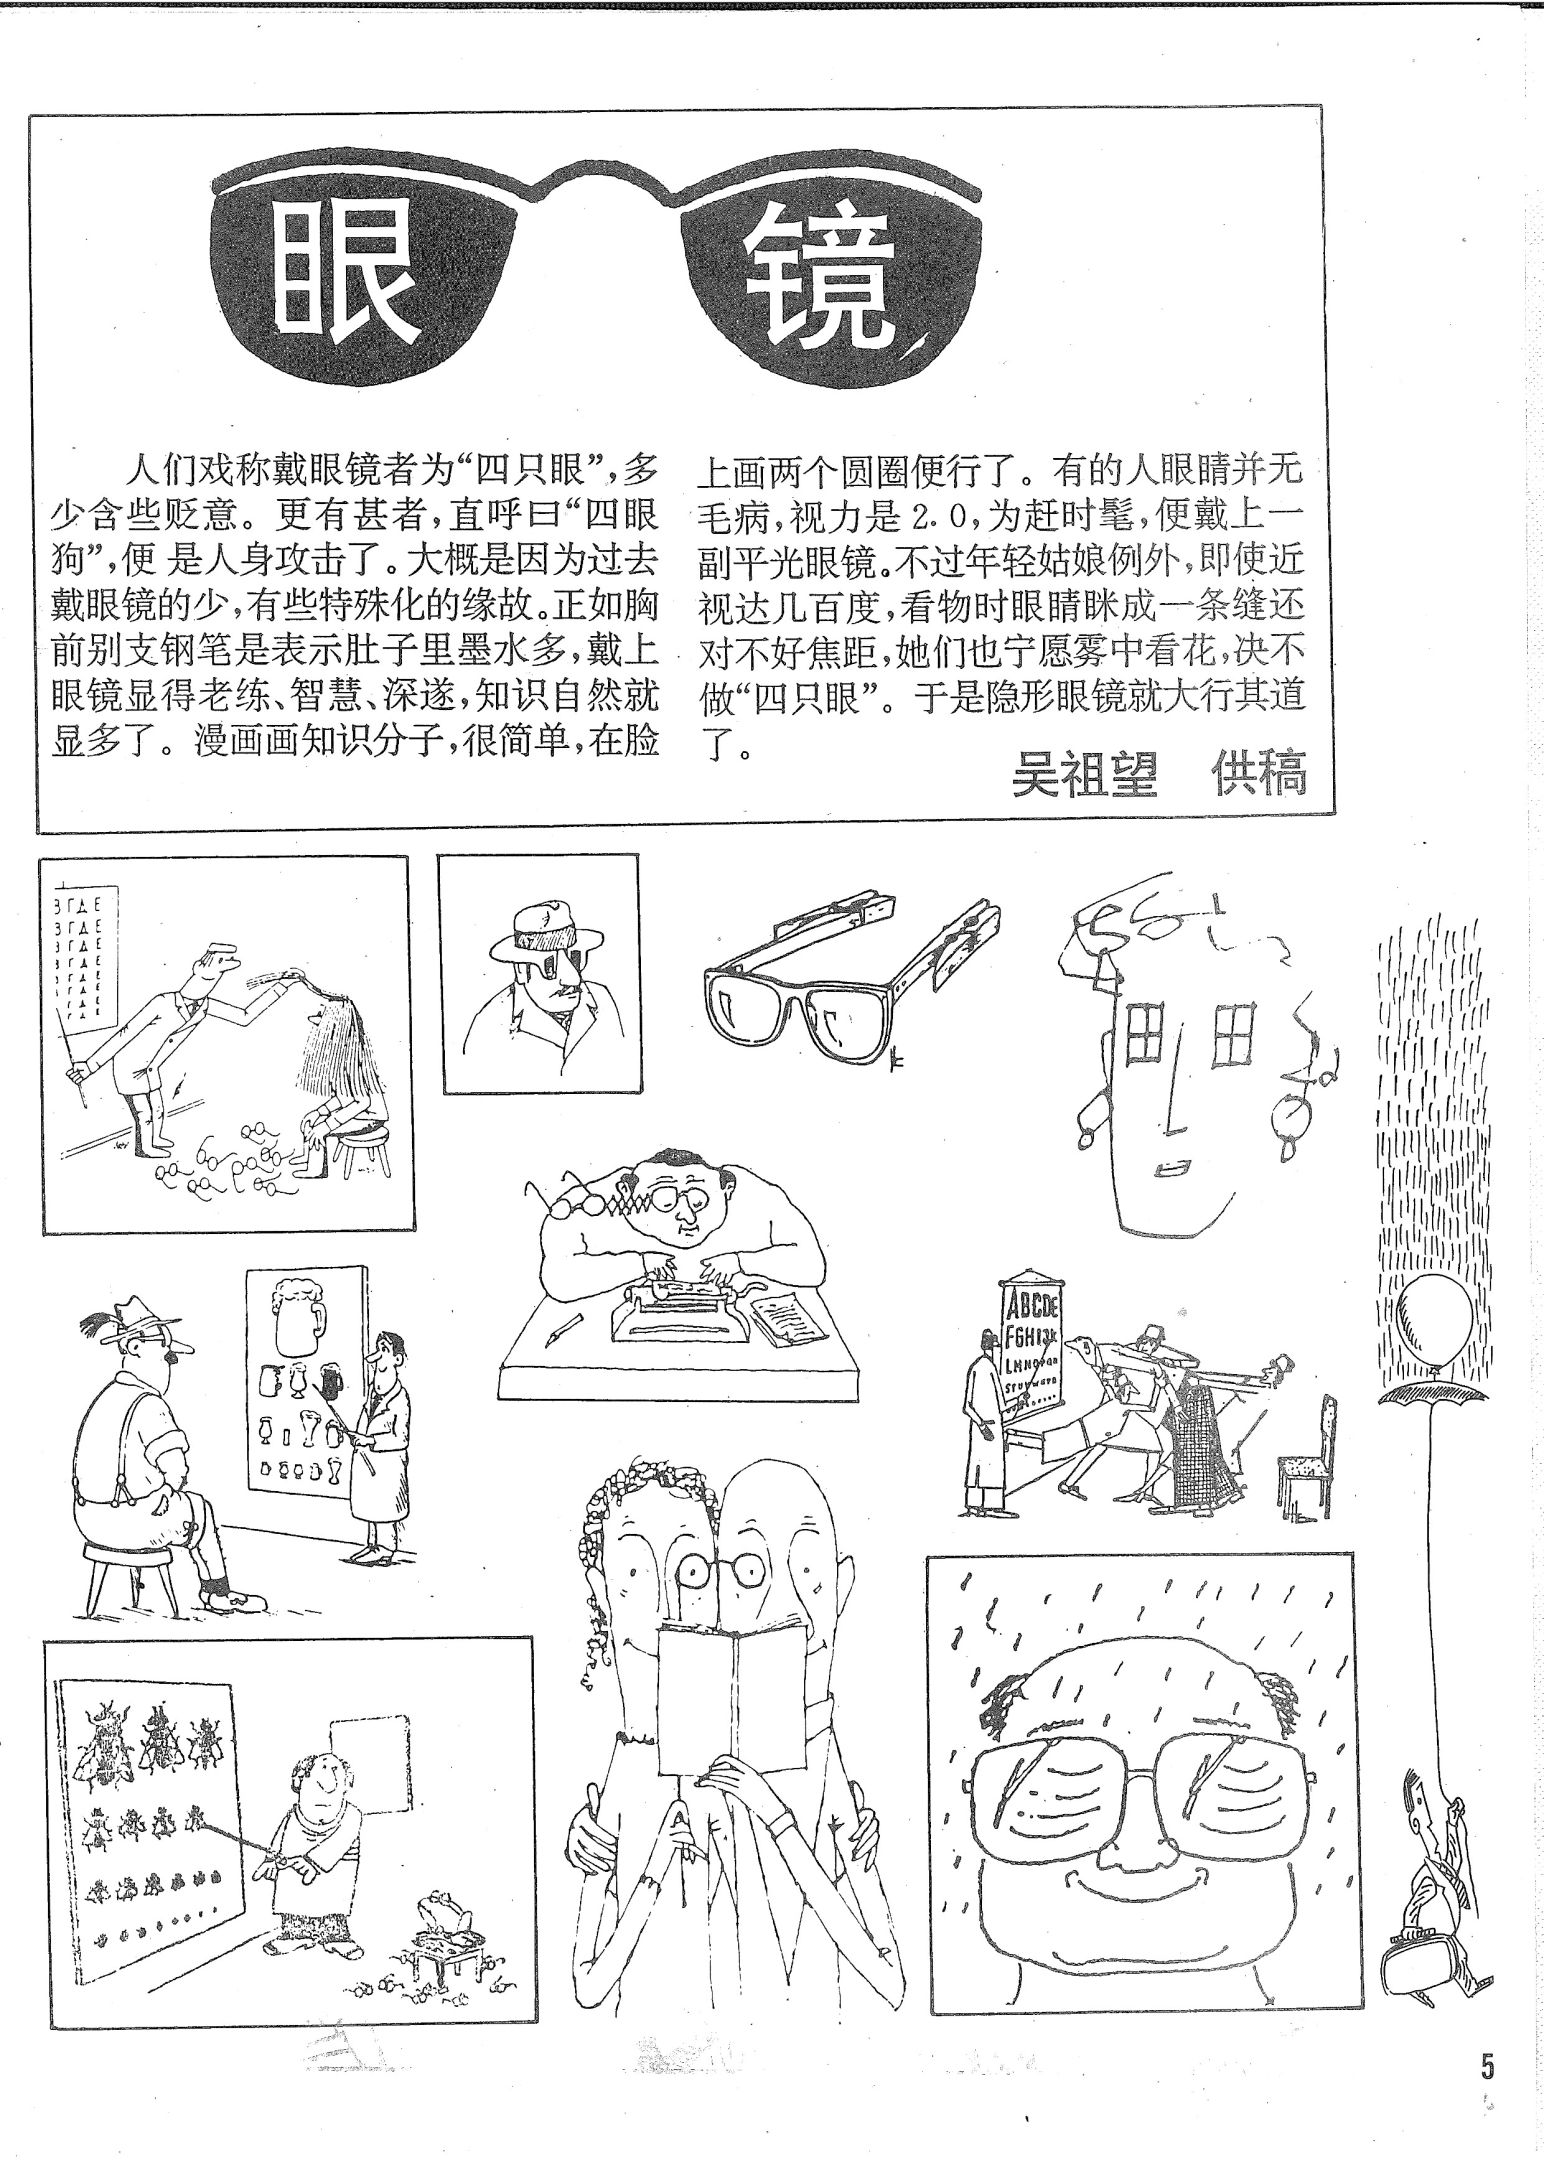 眼镜
人们戏称戴眼镜者为“四只眼”,多
少含些贬意。更有甚者,直呼曰“四眼
狗”,便是人身攻击了。大概是因为过去
戴眼镜的少,有些特殊化的缘故。正如胸
前别支钢笔是表示肚子里墨水多,戴上
眼镜显得老练、智慧、深遂,知识自然就
显多了。漫画画知识分子,很简单,在脸
上画两个圆圈便行了。有的人眼睛并无
毛病,视力是2.0,为赶时髦,便戴上一
副平光眼镜。不过年轻姑娘例外,即使近
视达几百度,看物时眼睛眯成一条缝还
对不好焦距,她们也宁愿雾中看花,决不
做“四只眼”。于是隐形眼镜就大行其道
了。
吴祖望 供稿
ABCDE
FGHIJK
5